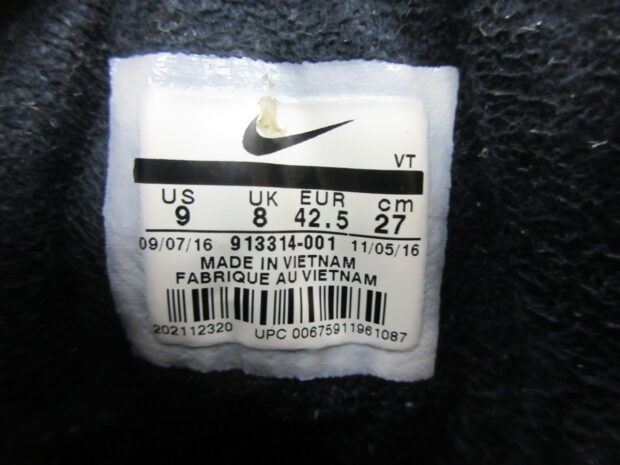 VT
US UK EUR cm
9 8 42.5 27
09/07/16 913314-001 11/05/16
MADE IN VIETNAM
FABRIQUE AU VIETNAM
202112320 UPC 00675911961087